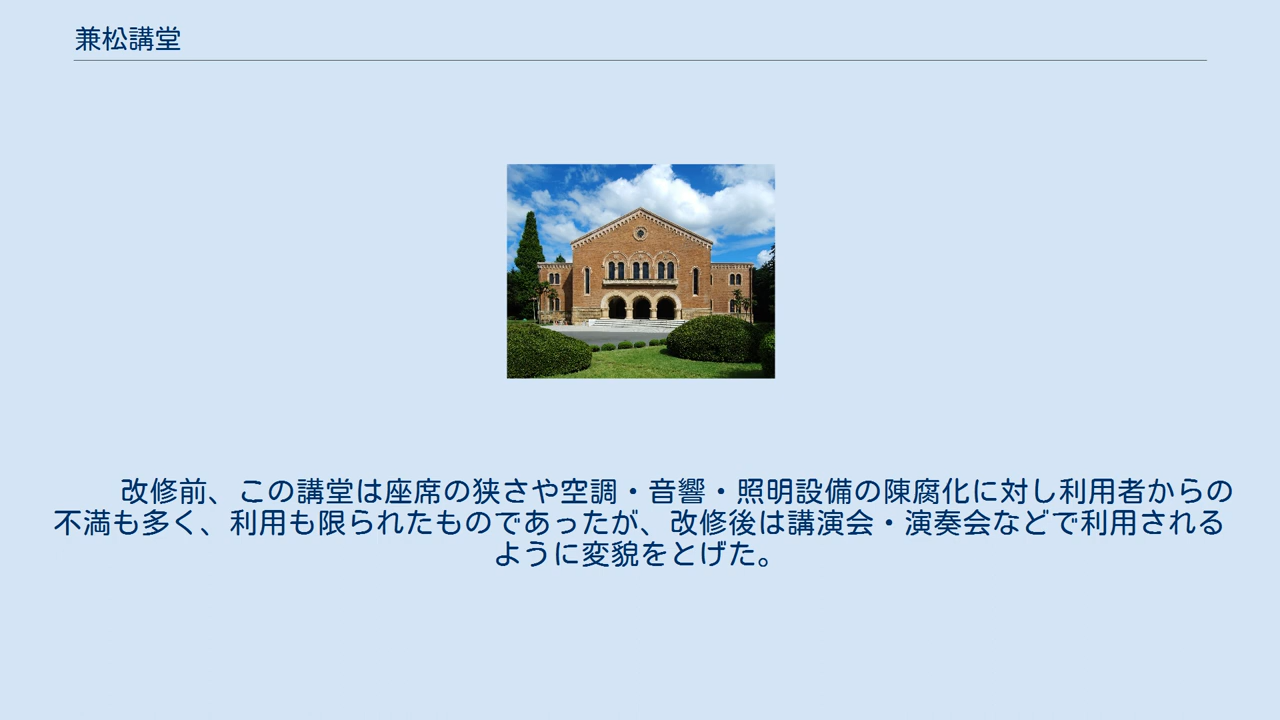 兼松講堂
改修前、この講堂は座席の狭さや空調・音響・照明設備の陳腐化に対し利用者からの
不満も多く、利用も限られたものであったが、改修後は講演会・演奏会などで利用される
ように変貌をとげた。